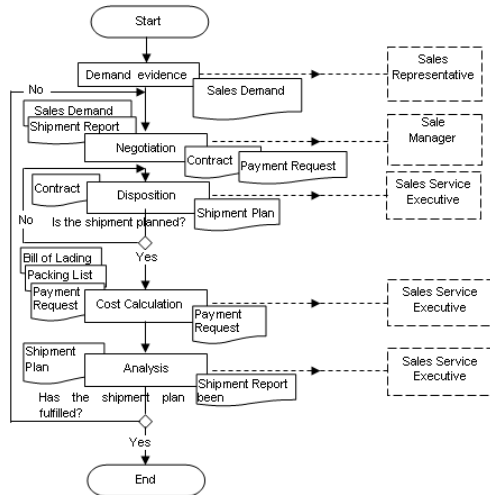 Start
Demand evidence
Sales Demand
Sales
Representative
No
Sales Demand
Shipment Report
Negotiation
Contract
Payment Request
Sale
Manager
Contract
Disposition
Shipment Plan
Sales Service
Executive
No
Is the shipment planned?
Yes
Bill of Lading
Packing List
Payment
Request
Cost Calculation
Payment
Request
Sales Service
Executive
Shipment
Plan
Analysis
Shipment Report
Sales Service
Executive
Has the shipment plan been
fulfilled?
Yes
End